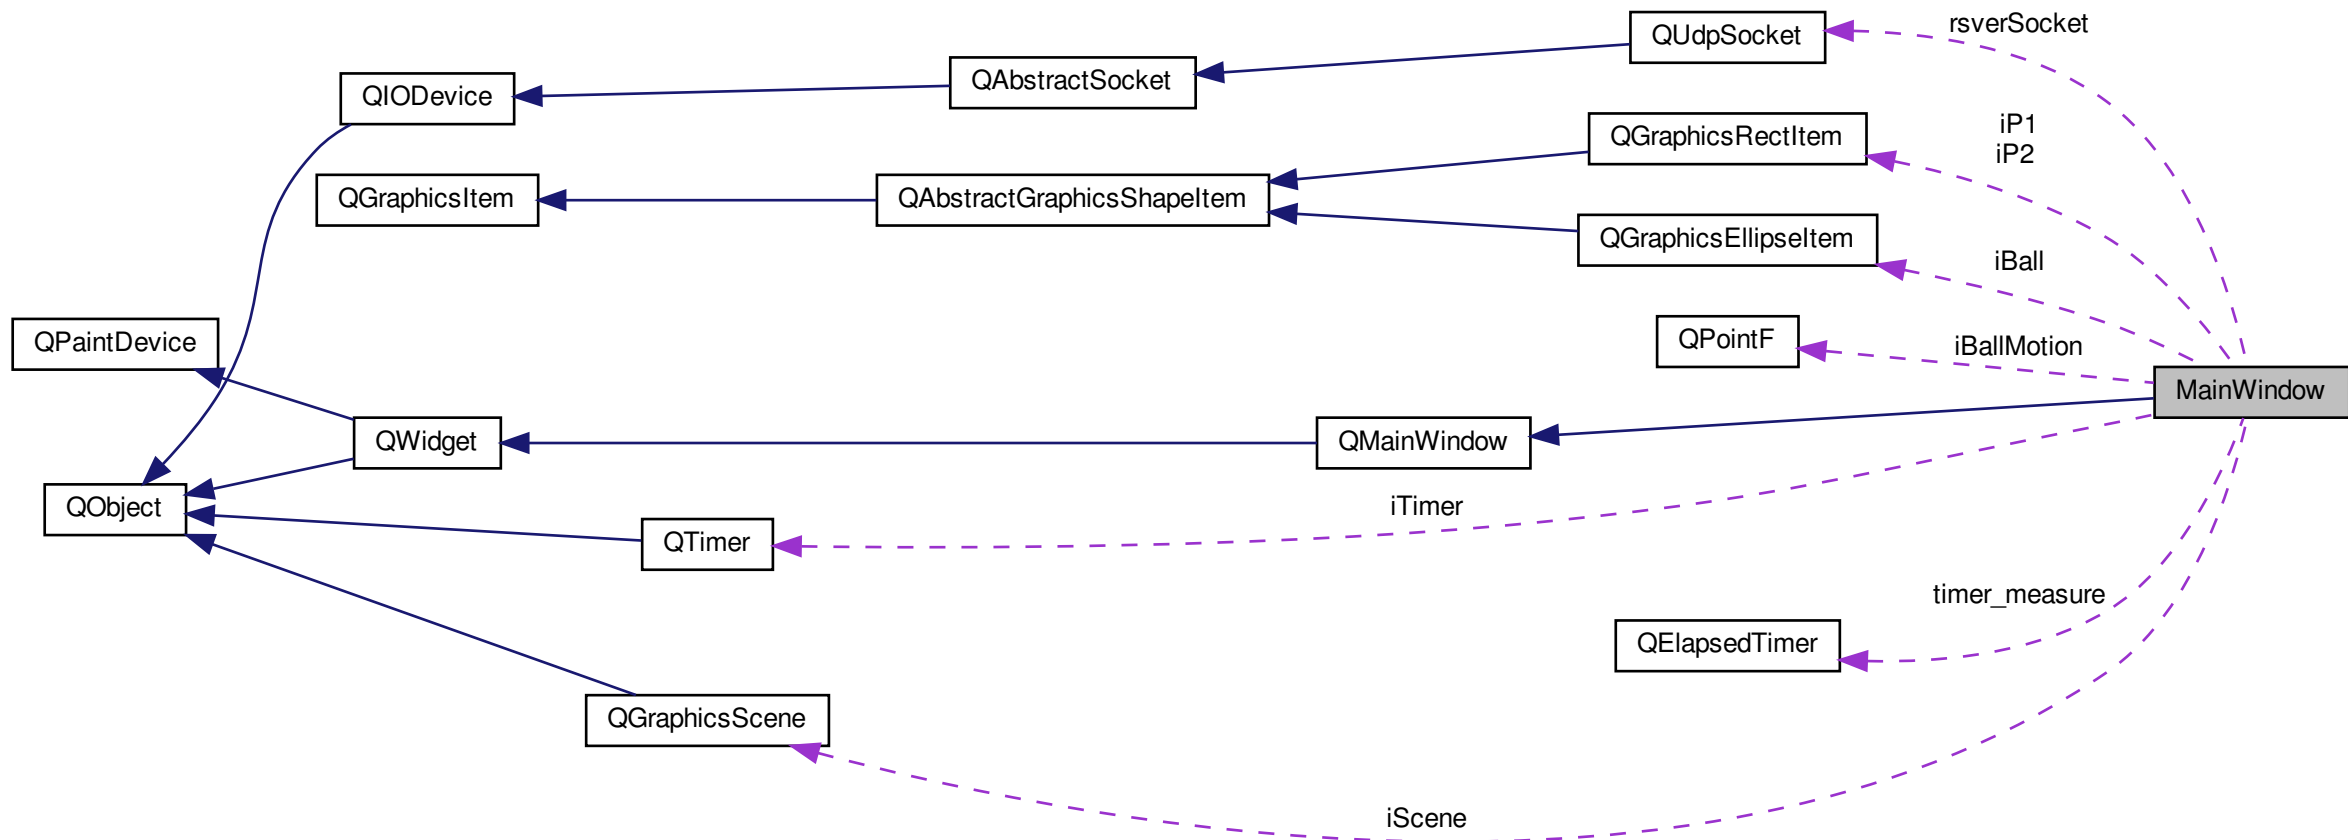 rsverSocket
QUdpSocket
QAbstractSocket
QIODevice
iP1
iP2
QGraphicsRectItem
QGraphicsItem
QAbstractGraphicsShapeItem
QGraphicsEllipseItem
iBall
QPaintDevice
QPointF
iBallMotion
MainWindow
QWidget
QMainWindow
QObject
iTimer
QTimer
timer_measure
QElapsedTimer
QGraphicsScene
iScene